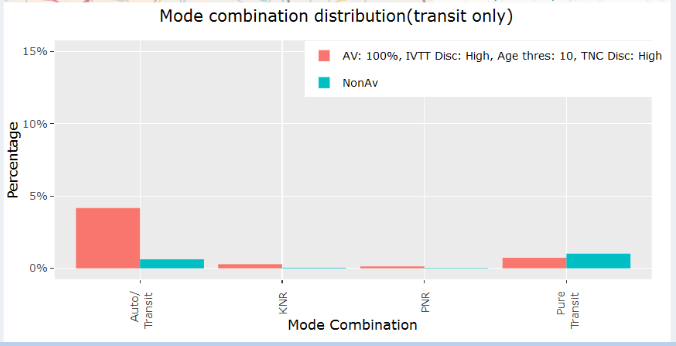 Mode combination distribution(transit only)
AV: 100%, IVTT Disc: High, Age thres: 10, TNC Disc: High
NonAv
Percentage
15%
10%
5%
0%
Auto/
Transit
KNR
PNR
Pure
Transit
Mode Combination